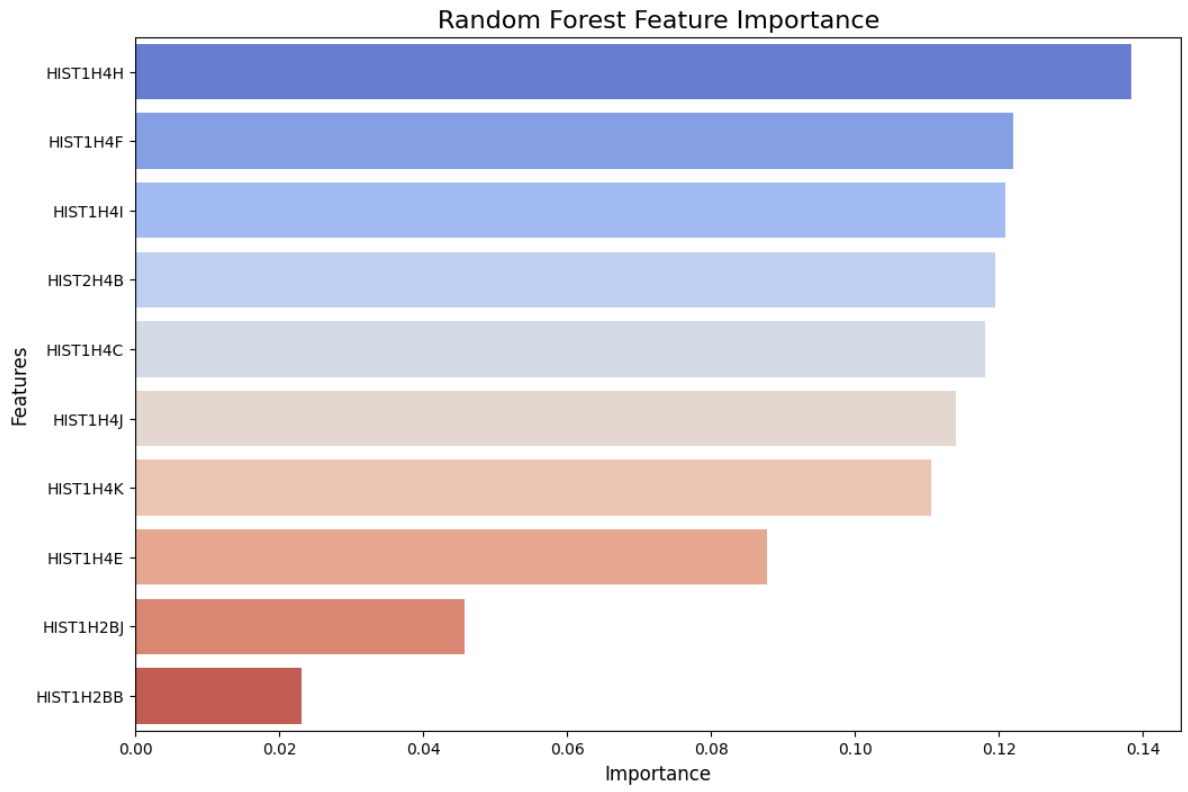 Random Forest Feature Importance
HIST1H4H
HIST1H4F
HIST1H4I
HIST2H4B
HIST1H4C
HIST1H4J
HIST1H4K
HIST1H4E
HIST1H2BJ
HIST1H2BB
Features
0.00 0.02 0.04 0.06 0.08 0.10 0.12 0.14
Importance